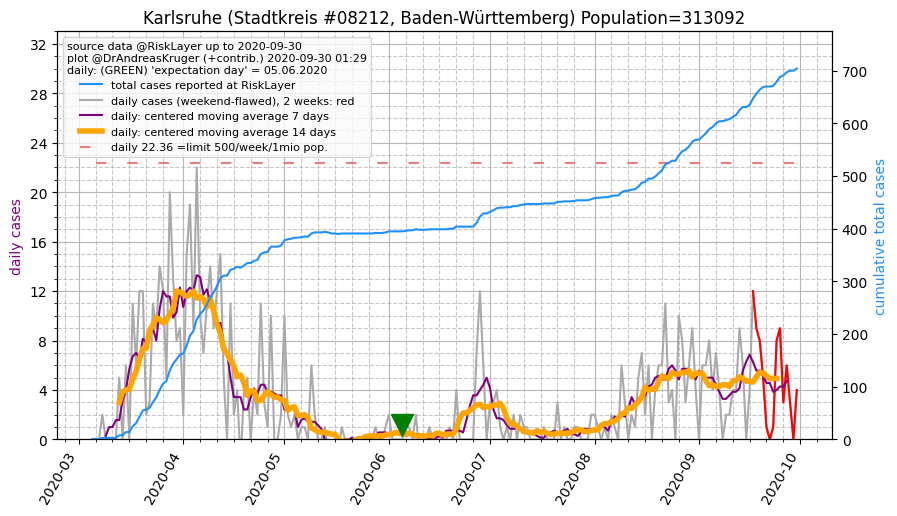 Karlsruhe (Stadtkreis #08212, Baden-Württemberg) Population=313092
source data @RiskLayer up to 2020-09-30
plot @DrAndreasKruger (+contrib.) 2020-09-30 01:29
daily: (GREEN) 'expectation day' = 05.06.2020
total cases reported at RiskLayer
daily cases (weekend-flawed), 2 weeks: red
daily: centered moving average 7 days
daily: centered moving average 14 days
daily 22.36 =limit 500/week/1mio pop.
daily cases
32
28
24
20
16
12
8
4
0
cumulative total cases
700
600
500
400
300
200
100
0
2020-03
2020-04
2020-05
2020-06
2020-07
2020-08
2020-09
2020-10